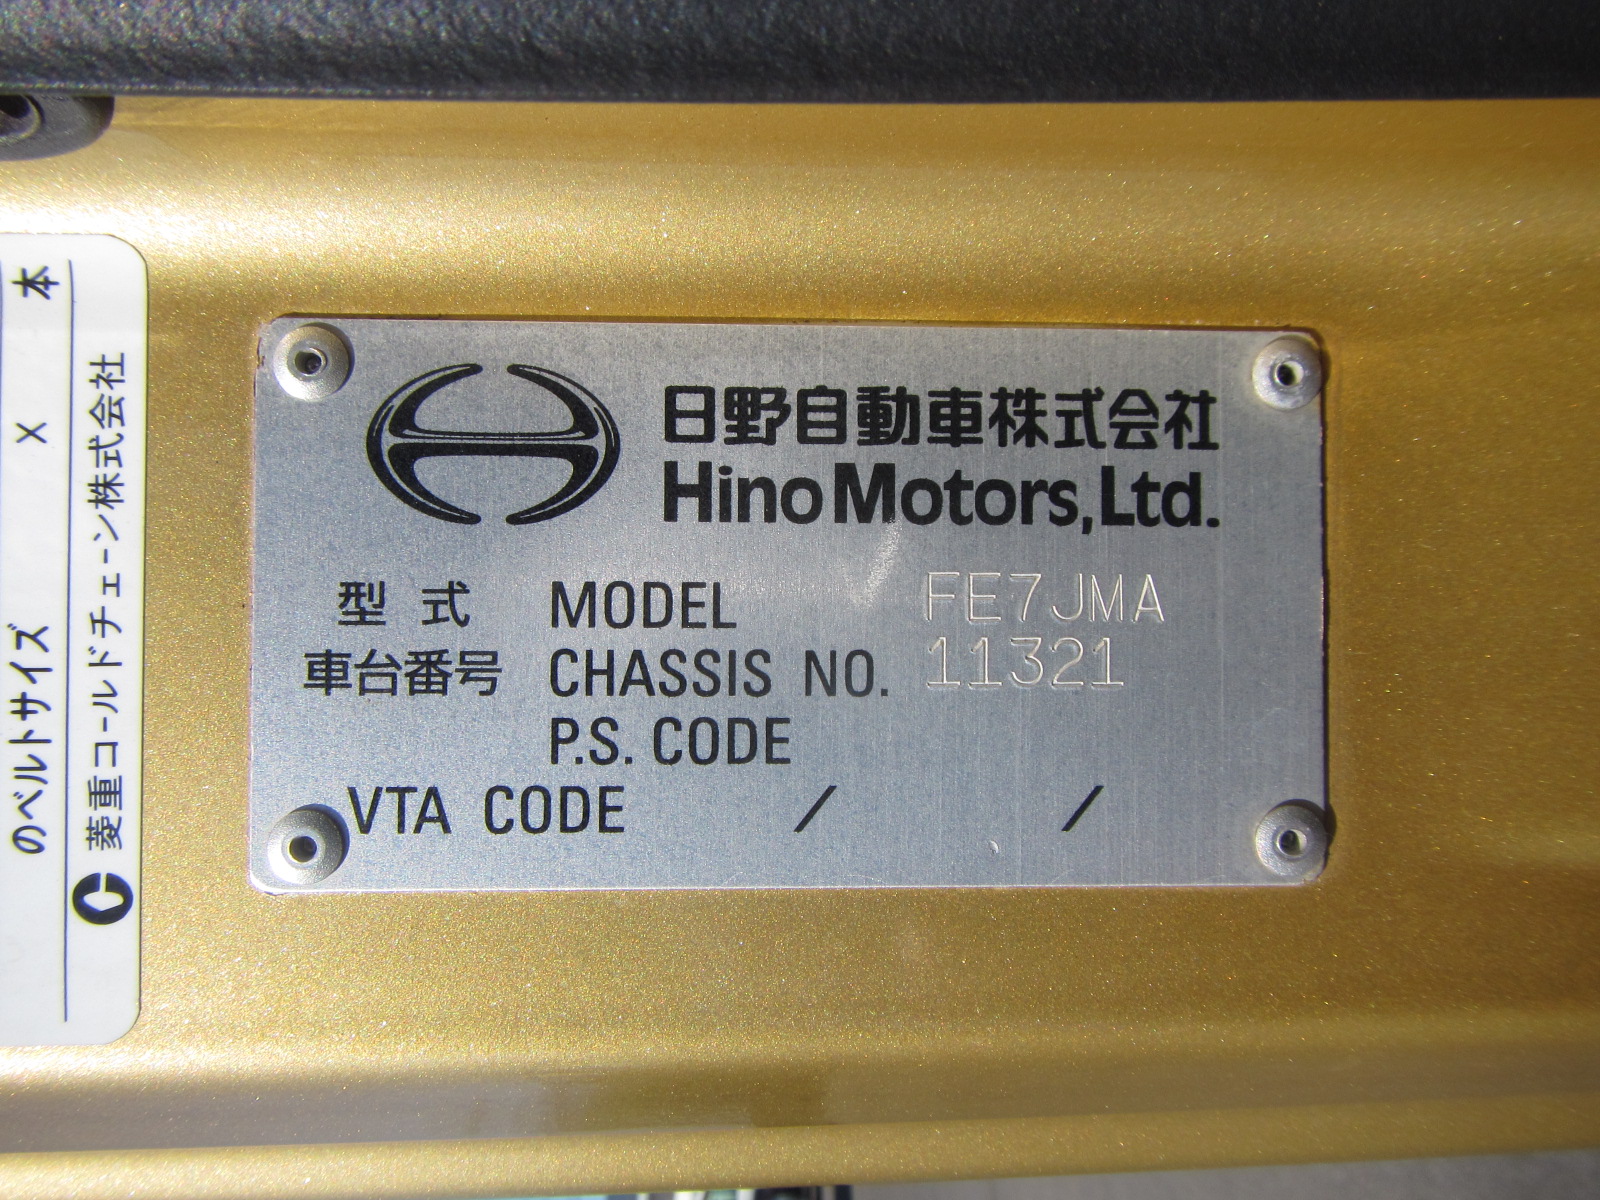 日野自動車株式会社
Hino Motors, Ltd.
型式 MODEL FE7JMA
車台番号 CHASSIS NO. 11321
P.S. CODE
VTA CODE / /
本
×
のベルトサイズ
菱重コールドチェーン株式会社